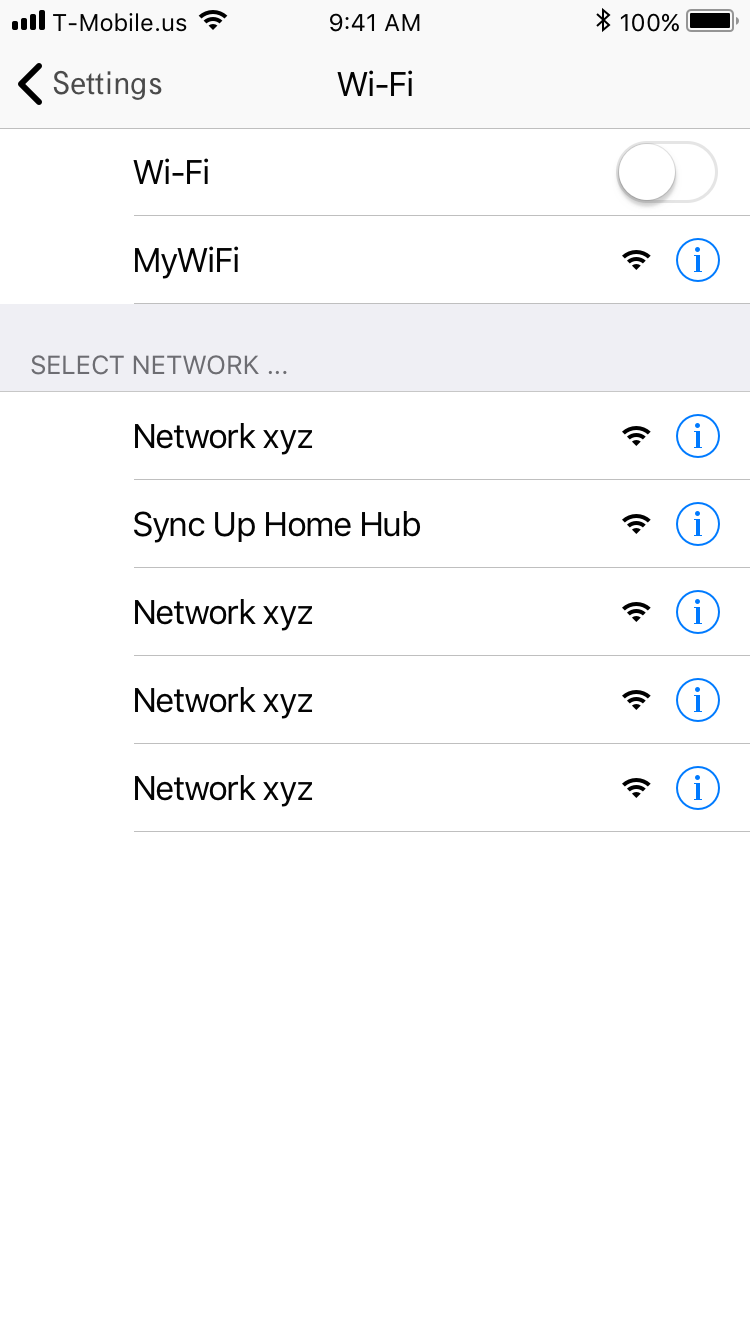 T-Mobile.us 9:41 AM 100%
Settings Wi-Fi
Wi-Fi
MyWiFi
SELECT NETWORK ...
Network xyz
Sync Up Home Hub
Network xyz
Network xyz
Network xyz